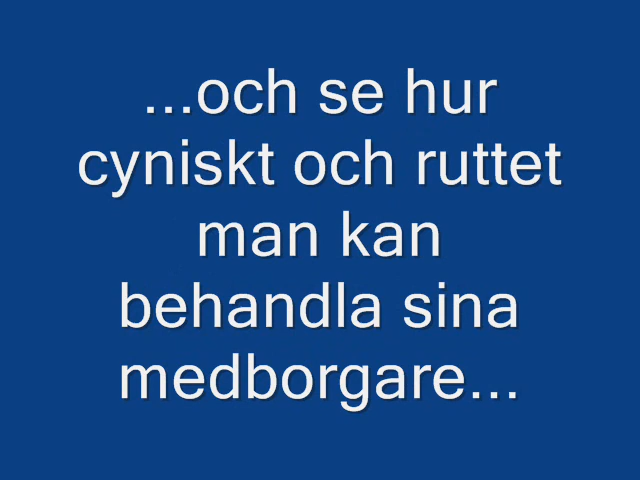 ...och se hur
cyniskt och ruttet
man kan
behandla sina
medborgare...